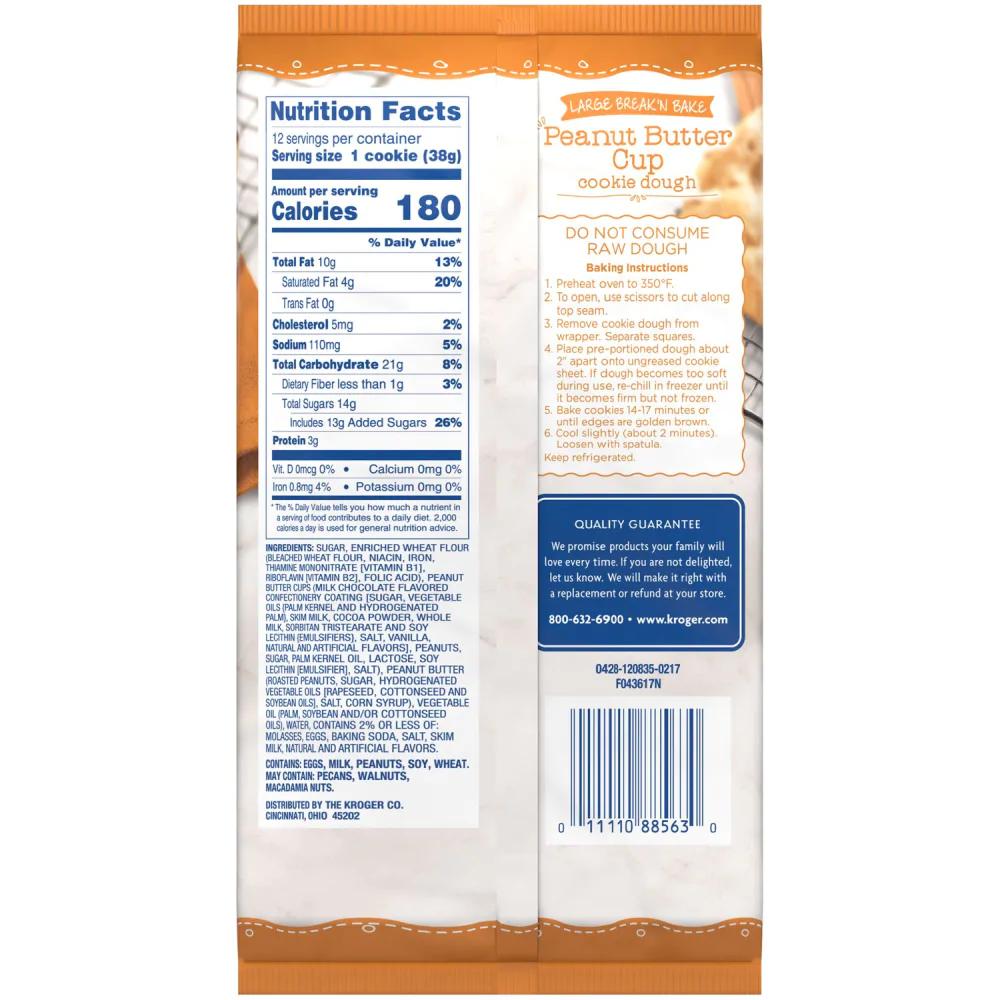 Nutrition Facts
12 servings per container
Serving size 1 cookie (38g)
Amount per serving
Calories 180
% Daily Value*
Total Fat 10g 13%
Saturated Fat 4g 20%
Trans Fat 0g
Cholesterol 5mg 2%
Sodium 110mg 5%
Total Carbohydrate 21g 8%
Dietary Fiber less than 1g 3%
Total Sugars 14g
Includes 13g Added Sugars 26%
Protein 3g
Vit. D 0mcg 0% • Calcium 0mg 0%
Iron 0.8mg 4% • Potassium 0mg 0%
* The % Daily Value tells you how much a nutrient in
a serving of food contributes to a daily diet. 2,000
calories a day is used for general nutrition advice.
INGREDIENTS: SUGAR, ENRICHED WHEAT FLOUR
(BLEACHED WHEAT FLOUR, NIACIN, IRON,
THIAMINE MONONITRATE [VITAMIN B1],
RIBOFLAVIN [VITAMIN B2], FOLIC ACID), PEANUT
BUTTER CUPS (MILK CHOCOLATE FLAVORED
CONFECTIONERY COATING [SUGAR, VEGETABLE
OILS (PALM KERNEL AND HYDROGENATED
PALM), SKIM MILK, COCOA POWDER, WHOLE
MILK, SORBITAN TRISTEARATE AND SOY
LECITHIN (EMULSIFIERS), SALT, VANILLA,
NATURAL AND ARTIFICIAL FLAVORS], PEANUTS,
SUGAR, PALM KERNEL OIL, LACTOSE, SOY
LECITHIN [EMULSIFIER], SALT), PEANUT BUTTER
(ROASTED PEANUTS, SUGAR, HYDROGENATED
VEGETABLE OILS [RAPESEED, COTTONSEED AND
SOYBEAN OILS], SALT, CORN SYRUP), VEGETABLE
OIL (PALM, SOYBEAN AND/OR COTTONSEED
OILS), WATER, CONTAINS 2% OR LESS OF:
MOLASSES, EGGS, BAKING SODA, SALT, SKIM
MILK, NATURAL AND ARTIFICIAL FLAVORS.
CONTAINS: EGGS, MILK, PEANUTS, SOY, WHEAT.
MAY CONTAIN: PECANS, WALNUTS,
MACADAMIA NUTS.
DISTRIBUTED BY THE KROGER CO.
CINCINNATI, OHIO 45202
LARGE BREAK'N BAKE
Peanut Butter
Cup
cookie dough
DO NOT CONSUME
RAW DOUGH
Baking Instructions
1. Preheat oven to 350°F.
2. To open, use scissors to cut along
top seam.
3. Remove cookie dough from
wrapper. Separate squares.
4. Place pre-portioned dough about
2" apart onto ungreased cookie
sheet. If dough becomes too soft
during use, re-chill in freezer until
it becomes firm but not frozen.
5. Bake cookies 14-17 minutes or
until edges are golden brown.
6. Cool slightly (about 2 minutes).
Loosen with spatula.
Keep refrigerated.
QUALITY GUARANTEE
We promise products your family will
love every time. If you are not delighted,
let us know. We will make it right with
a replacement or refund at your store.
800-632-6900 • www.kroger.com
0428-120835-0217
F043617N
0 11110 88563 0